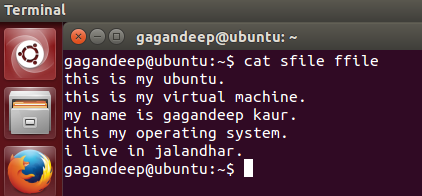 Terminal
gagandeep@ubuntu: ~
gagandeep@ubuntu:~$ cat sfile ffile
this is my ubuntu.
this is my virtual machine.
my name is gagandeep kaur.
this my operating system.
i live in jalandhar.
gagandeep@ubuntu:~$